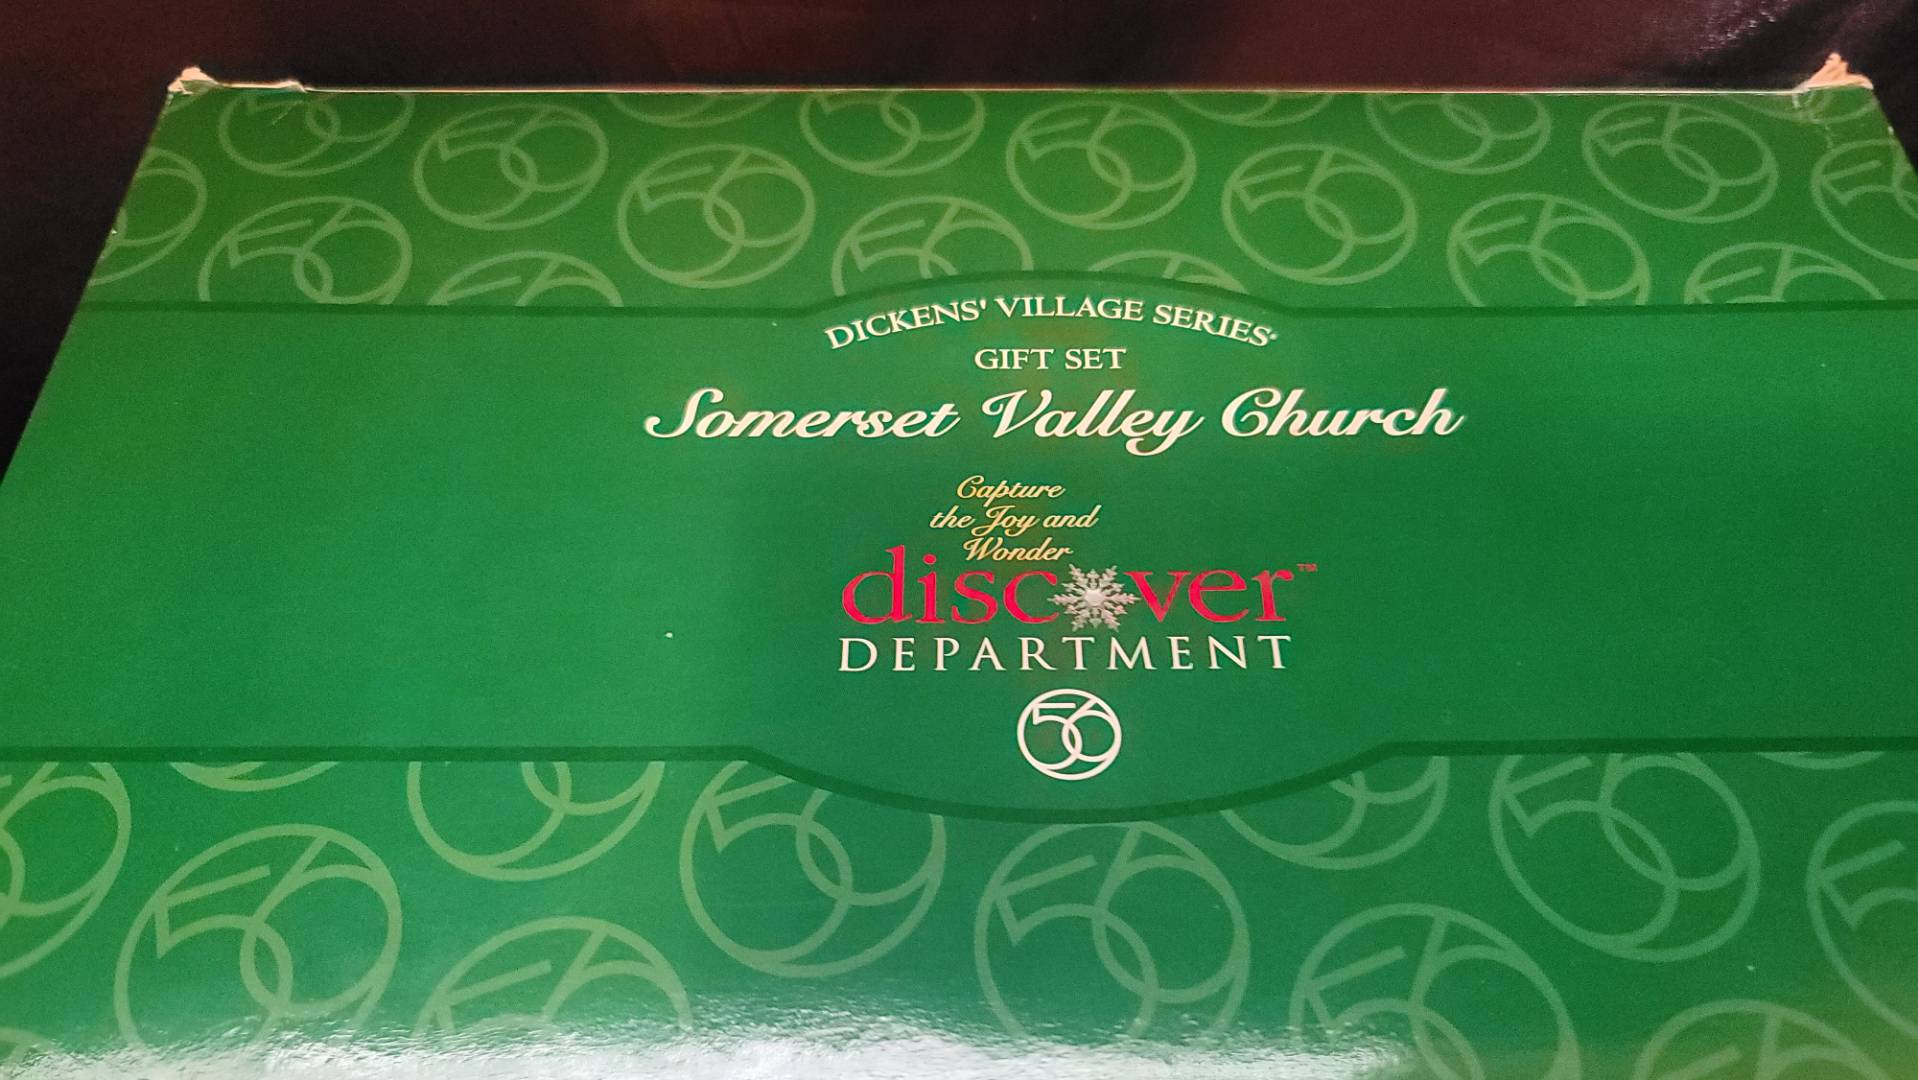 DICKENS' VILLAGE SERIES®
GIFT SET
Somerset Valley Church
Capture
the Joy and
Wonder
discover™
DEPARTMENT
56